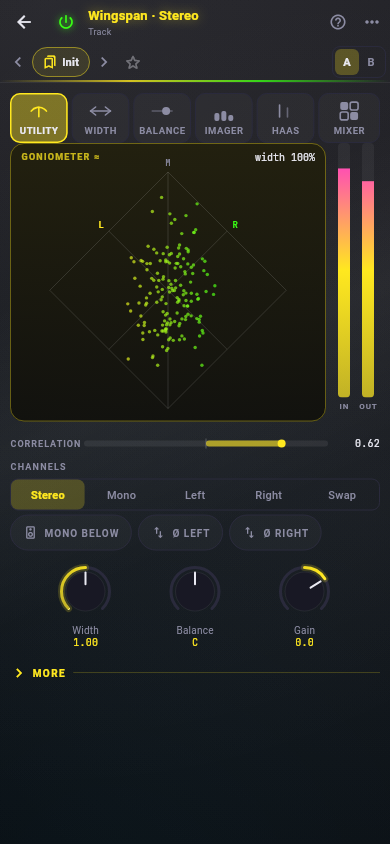 Wingspan · Stereo
Track
Init
A B
UTILITY WIDTH BALANCE IMAGER HAAS MIXER
GONIOMETER ≋ M width 100%
L R
IN OUT
CORRELATION 0.62
CHANNELS
Stereo Mono Left Right Swap
MONO BELOW Ø LEFT Ø RIGHT
Width Balance Gain
1.00 C 0.0
MORE